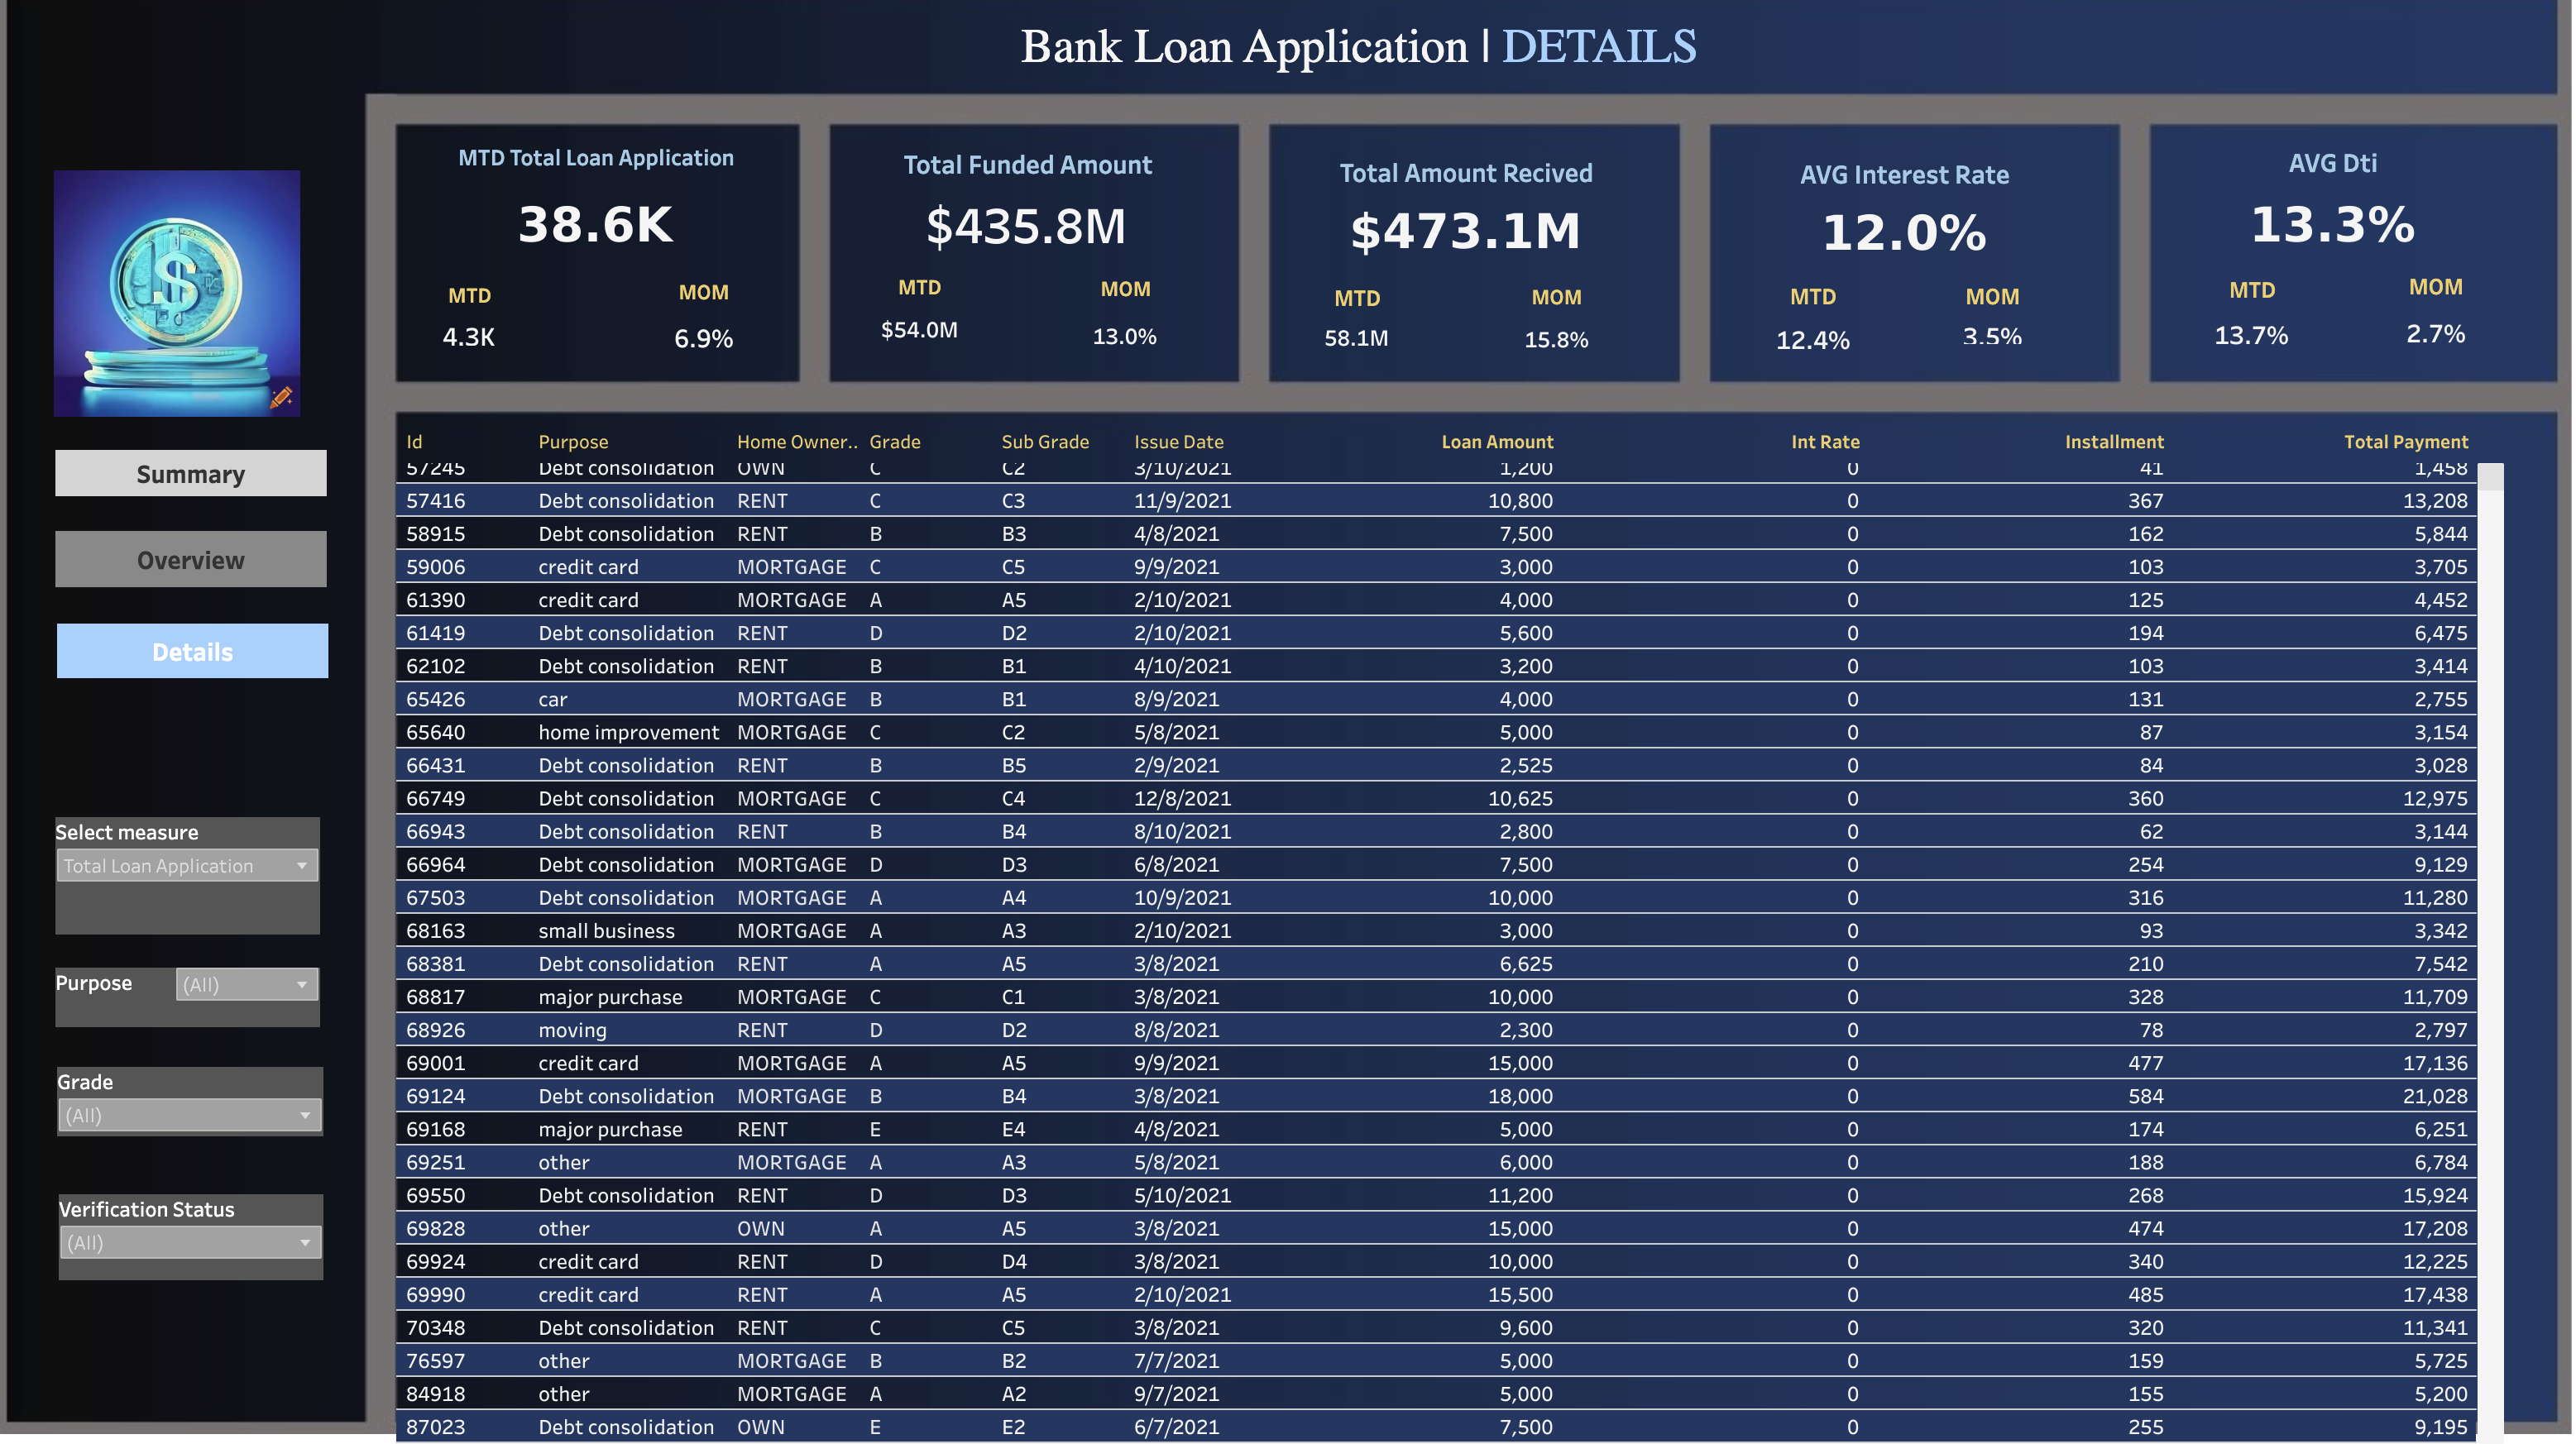 Bank Loan Application | DETAILS
MTD Total Loan Application
38.6K
MTD MOM
4.3K 6.9%
Total Funded Amount
$435.8M
MTD MOM
$54.0M 13.0%
Total Amount Recived
$473.1M
MTD MOM
58.1M 15.8%
AVG Interest Rate
12.0%
MTD MOM
12.4% 3.5%
AVG Dti
13.3%
MTD MOM
13.7% 2.7%
Summary
Overview
Details
Select measure
Total Loan Application
Purpose (All)
Grade
(All)
Verification Status
(All)
Id Purpose Home Owner.. Grade Sub Grade Issue Date Loan Amount Int Rate Installment Total Payment
57245 Debt consolidation OWN C C2 3/10/2021 1,200 0 41 1,458
57416 Debt consolidation RENT C C3 11/9/2021 10,800 0 367 13,208
58915 Debt consolidation RENT B B3 4/8/2021 7,500 0 162 5,844
59006 credit card MORTGAGE C C5 9/9/2021 3,000 0 103 3,705
61390 credit card MORTGAGE A A5 2/10/2021 4,000 0 125 4,452
61419 Debt consolidation RENT D D2 2/10/2021 5,600 0 194 6,475
62102 Debt consolidation RENT B B1 4/10/2021 3,200 0 103 3,414
65426 car MORTGAGE B B1 8/9/2021 4,000 0 131 2,755
65640 home improvement MORTGAGE C C2 5/8/2021 5,000 0 87 3,154
66431 Debt consolidation RENT B B5 2/9/2021 2,525 0 84 3,028
66749 Debt consolidation MORTGAGE C C4 12/8/2021 10,625 0 360 12,975
66943 Debt consolidation RENT B B4 8/10/2021 2,800 0 62 3,144
66964 Debt consolidation MORTGAGE D D3 6/8/2021 7,500 0 254 9,129
67503 Debt consolidation MORTGAGE A A4 10/9/2021 10,000 0 316 11,280
68163 small business MORTGAGE A A3 2/10/2021 3,000 0 93 3,342
68381 Debt consolidation RENT A A5 3/8/2021 6,625 0 210 7,542
68817 major purchase MORTGAGE C C1 3/8/2021 10,000 0 328 11,709
68926 moving RENT D D2 8/8/2021 2,300 0 78 2,797
69001 credit card MORTGAGE A A5 9/9/2021 15,000 0 477 17,136
69124 Debt consolidation MORTGAGE B B4 3/8/2021 18,000 0 584 21,028
69168 major purchase RENT E E4 4/8/2021 5,000 0 174 6,251
69251 other MORTGAGE A A3 5/8/2021 6,000 0 188 6,784
69550 Debt consolidation RENT D D3 5/10/2021 11,200 0 268 15,924
69828 other OWN A A5 3/8/2021 15,000 0 474 17,208
69924 credit card RENT D D4 3/8/2021 10,000 0 340 12,225
69990 credit card RENT A A5 2/10/2021 15,500 0 485 17,438
70348 Debt consolidation RENT C C5 3/8/2021 9,600 0 320 11,341
76597 other MORTGAGE B B2 7/7/2021 5,000 0 159 5,725
84918 other MORTGAGE A A2 9/7/2021 5,000 0 155 5,200
87023 Debt consolidation OWN E E2 6/7/2021 7,500 0 255 9,195